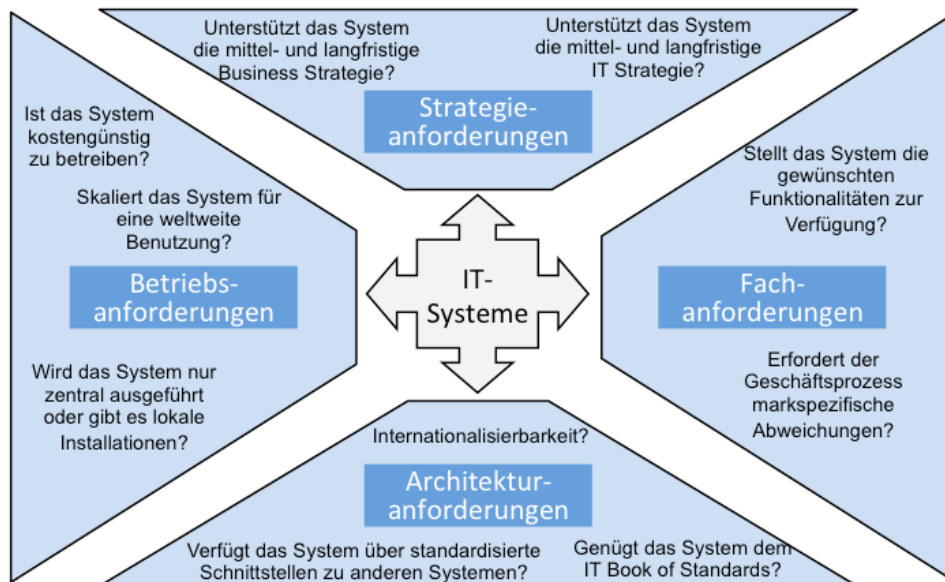 Unterstützt das System
die mittel- und langfristige
Business Strategie?
Unterstützt das System
die mittel- und langfristige
IT Strategie?
Strategie-
anforderungen
Ist das System
kostengünstig
zu betreiben?
Skaliert das System für
eine weltweite
Benutzung?
Betriebs-
anforderungen
Wird das System nur
zentral ausgeführt
oder gibt es lokale
Installationen?
IT-
Systeme
Stellt das System die
gewünschten
Funktionalitäten zur
Verfügung?
Fach-
anforderungen
Erfordert der
Geschäftsprozess
markspezifische
Abweichungen?
Internationalisierbarkeit?
Architektur-
anforderungen
Verfügt das System über standardisierte
Schnittstellen zu anderen Systemen?
Genügt das System dem
IT Book of Standards?